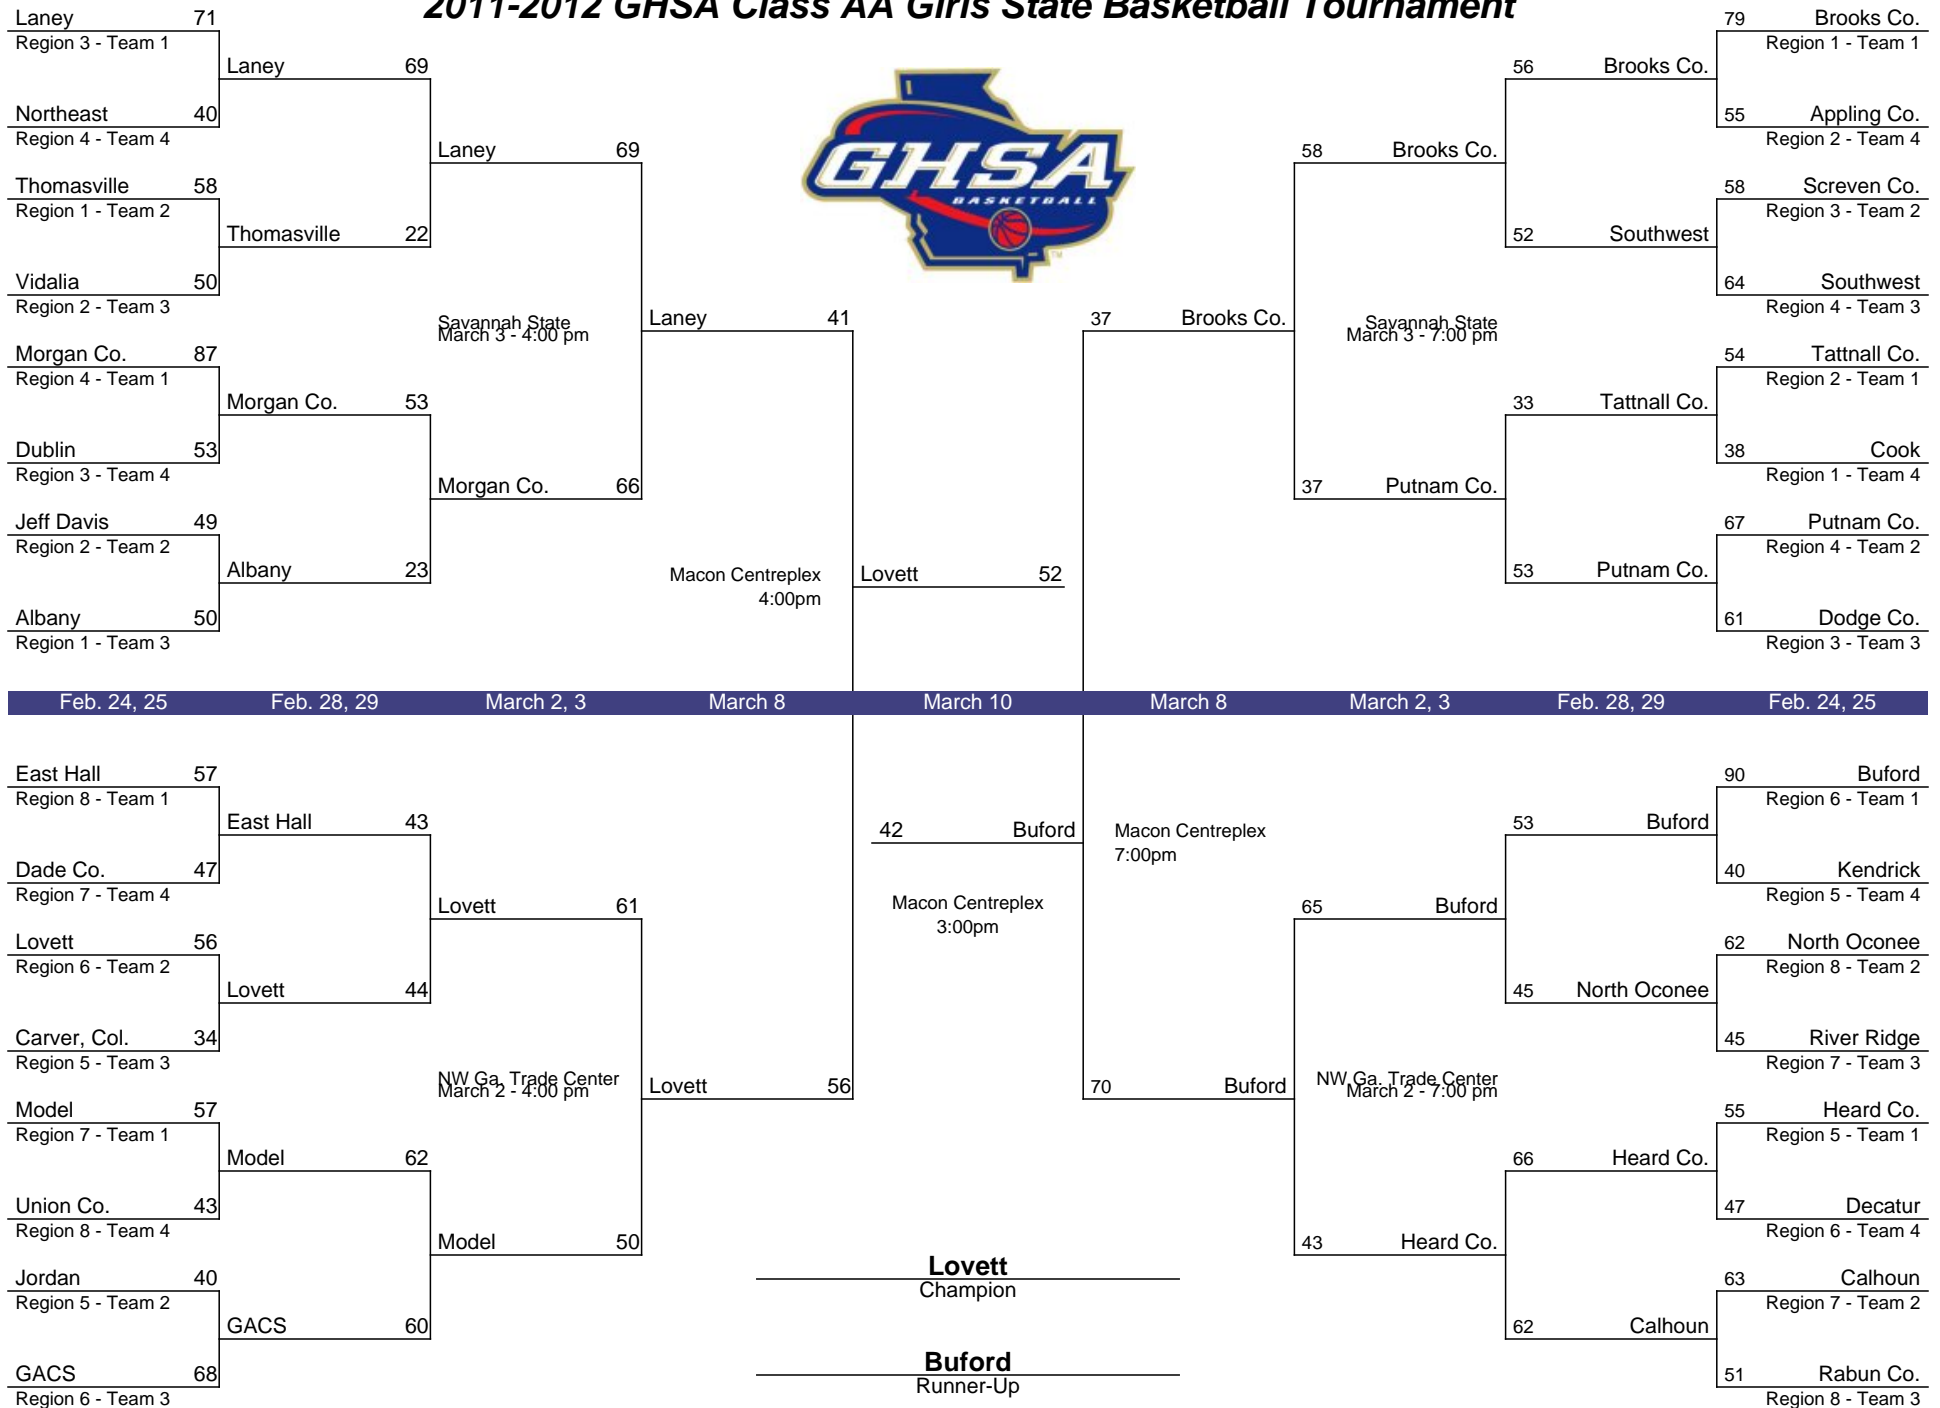 2011-2012 GHSA Class AA Girls State Basketball Tournament
Laney 71
Region 3 - Team 1
Northeast 40
Region 4 - Team 4
Thomasville 58
Region 1 - Team 2
Vidalia 50
Region 2 - Team 3
Morgan Co. 87
Region 4 - Team 1
Dublin 53
Region 3 - Team 4
Jeff Davis 49
Region 2 - Team 2
Albany 50
Region 1 - Team 3
Laney 69
Thomasville 22
Morgan Co. 53
Albany 23
Laney 69
Savannah State
March 3 - 4:00 pm
Morgan Co. 66
Laney 41
Macon Centreplex
4:00pm
Lovett 52
GHSA
BASKETBALL
TM
37 Brooks Co.
58 Brooks Co.
Savannah State
March 3 - 7:00 pm
37 Putnam Co.
56 Brooks Co.
52 Southwest
33 Tattnall Co.
53 Putnam Co.
79 Brooks Co.
Region 1 - Team 1
55 Appling Co.
Region 2 - Team 4
58 Screven Co.
Region 3 - Team 2
64 Southwest
Region 4 - Team 3
54 Tattnall Co.
Region 2 - Team 1
38 Cook
Region 1 - Team 4
67 Putnam Co.
Region 4 - Team 2
61 Dodge Co.
Region 3 - Team 3
Feb. 24, 25 Feb. 28, 29 March 2, 3 March 8 March 10 March 8 March 2, 3 Feb. 28, 29 Feb. 24, 25
East Hall 57
Region 8 - Team 1
Dade Co. 47
Region 7 - Team 4
Lovett 56
Region 6 - Team 2
Carver, Col. 34
Region 5 - Team 3
Model 57
Region 7 - Team 1
Union Co. 43
Region 8 - Team 4
Jordan 40
Region 5 - Team 2
GACS 68
Region 6 - Team 3
East Hall 43
Lovett 44
Model 62
GACS 60
Lovett 61
NW Ga. Trade Center
March 2 - 4:00 pm
Model 50
Lovett 56
42 Buford
Macon Centreplex
3:00pm
Macon Centreplex
7:00pm
70 Buford
65 Buford
NW Ga. Trade Center
March 2 - 7:00 pm
43 Heard Co.
53 Buford
45 North Oconee
66 Heard Co.
62 Calhoun
90 Buford
Region 6 - Team 1
40 Kendrick
Region 5 - Team 4
62 North Oconee
Region 8 - Team 2
45 River Ridge
Region 7 - Team 3
55 Heard Co.
Region 5 - Team 1
47 Decatur
Region 6 - Team 4
63 Calhoun
Region 7 - Team 2
51 Rabun Co.
Region 8 - Team 3
Lovett
Champion
Buford
Runner-Up